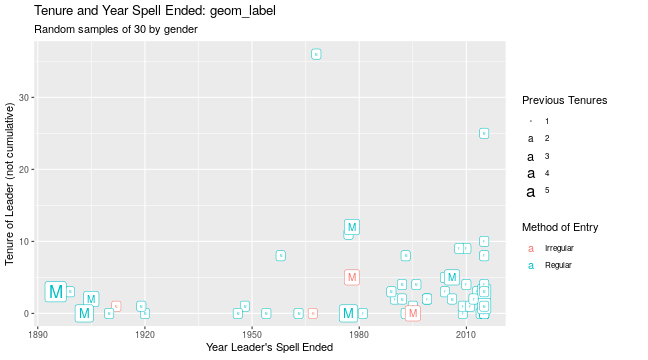 Tenure and Year Spell Ended: geom_label
Random samples of 30 by gender
Tenure of Leader (not cumulative)
30
20
10
0
M
M
M
M
M
M
M
M
1890
1920
1950
1980
2010
Year Leader's Spell Ended
Previous Tenures
1
a 2
a 3
a 4
a 5
Method of Entry
a Irregular
a Regular